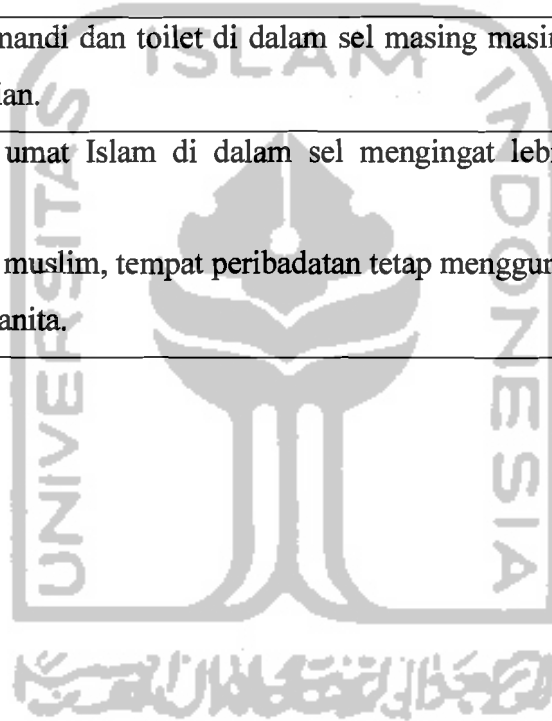 mandi dan toilet di dalam sel masing masin
ian.
umat Islam di dalam sel mengingat lebi
muslim, tempat peribadatan tetap menggun
anita.
ISLAM
UNIVERSITAS
INDONESIA